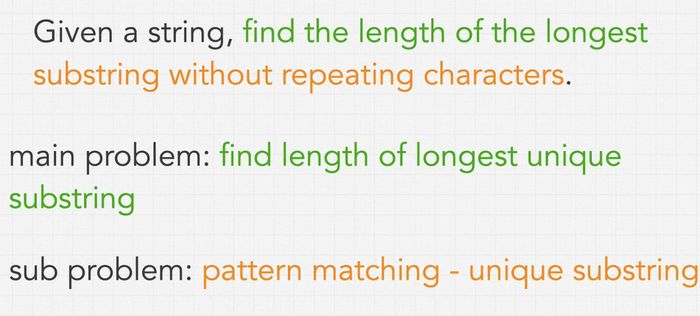 Given a string, find the length of the longest
substring without repeating characters.
main problem: find length of longest unique
substring
sub problem: pattern matching - unique substring